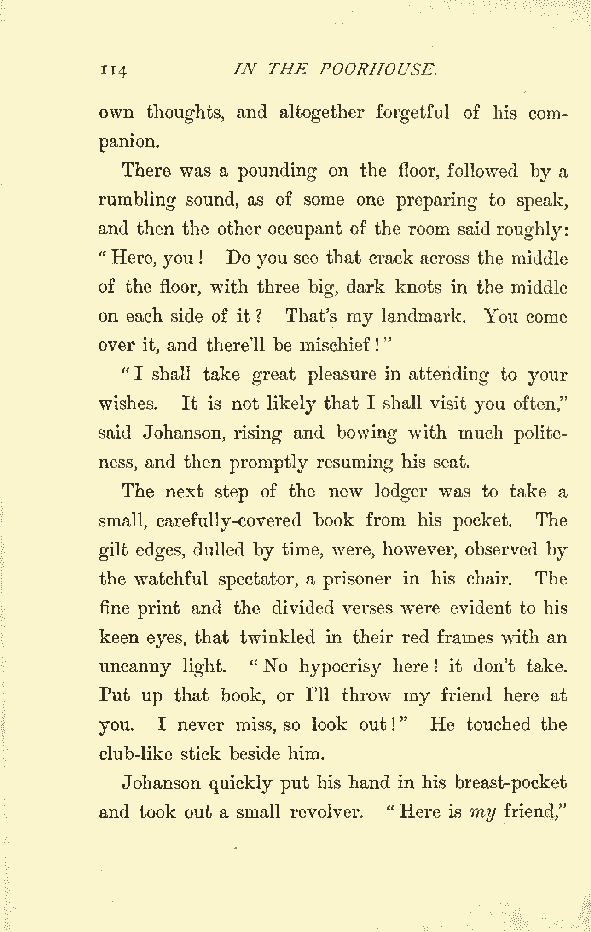 114 IN THE POORHOUSE.
own thoughts, and altogether forgetful of his com-
panion.
There was a pounding on the floor, followed by a
rumbling sound, as of some one preparing to speak,
and then the other occupant of the room said roughly:
"Here, you! Do you see that crack across the middle
of the floor, with three big, dark knots in the middle
on each side of it? That's my landmark. You come
over it, and there'll be mischief!"
"I shall take great pleasure in attending to your
wishes. It is not likely that I shall visit you often,"
said Johanson, rising and bowing with much polite-
ness, and then promptly resuming his seat.
The next step of the new lodger was to take a
small, carefully-covered book from his pocket. The
gilt edges, dulled by time, were, however, observed by
the watchful spectator, a prisoner in his chair. The
fine print and the divided verses were evident to his
keen eyes, that twinkled in their red frames with an
uncanny light. "No hypocrisy here! it don't take.
Put up that book, or I'll throw my friend here at
you. I never miss, so look out!" He touched the
club-like stick beside him.
Johanson quickly put his hand in his breast-pocket
and took out a small revolver. "Here is my friend,"